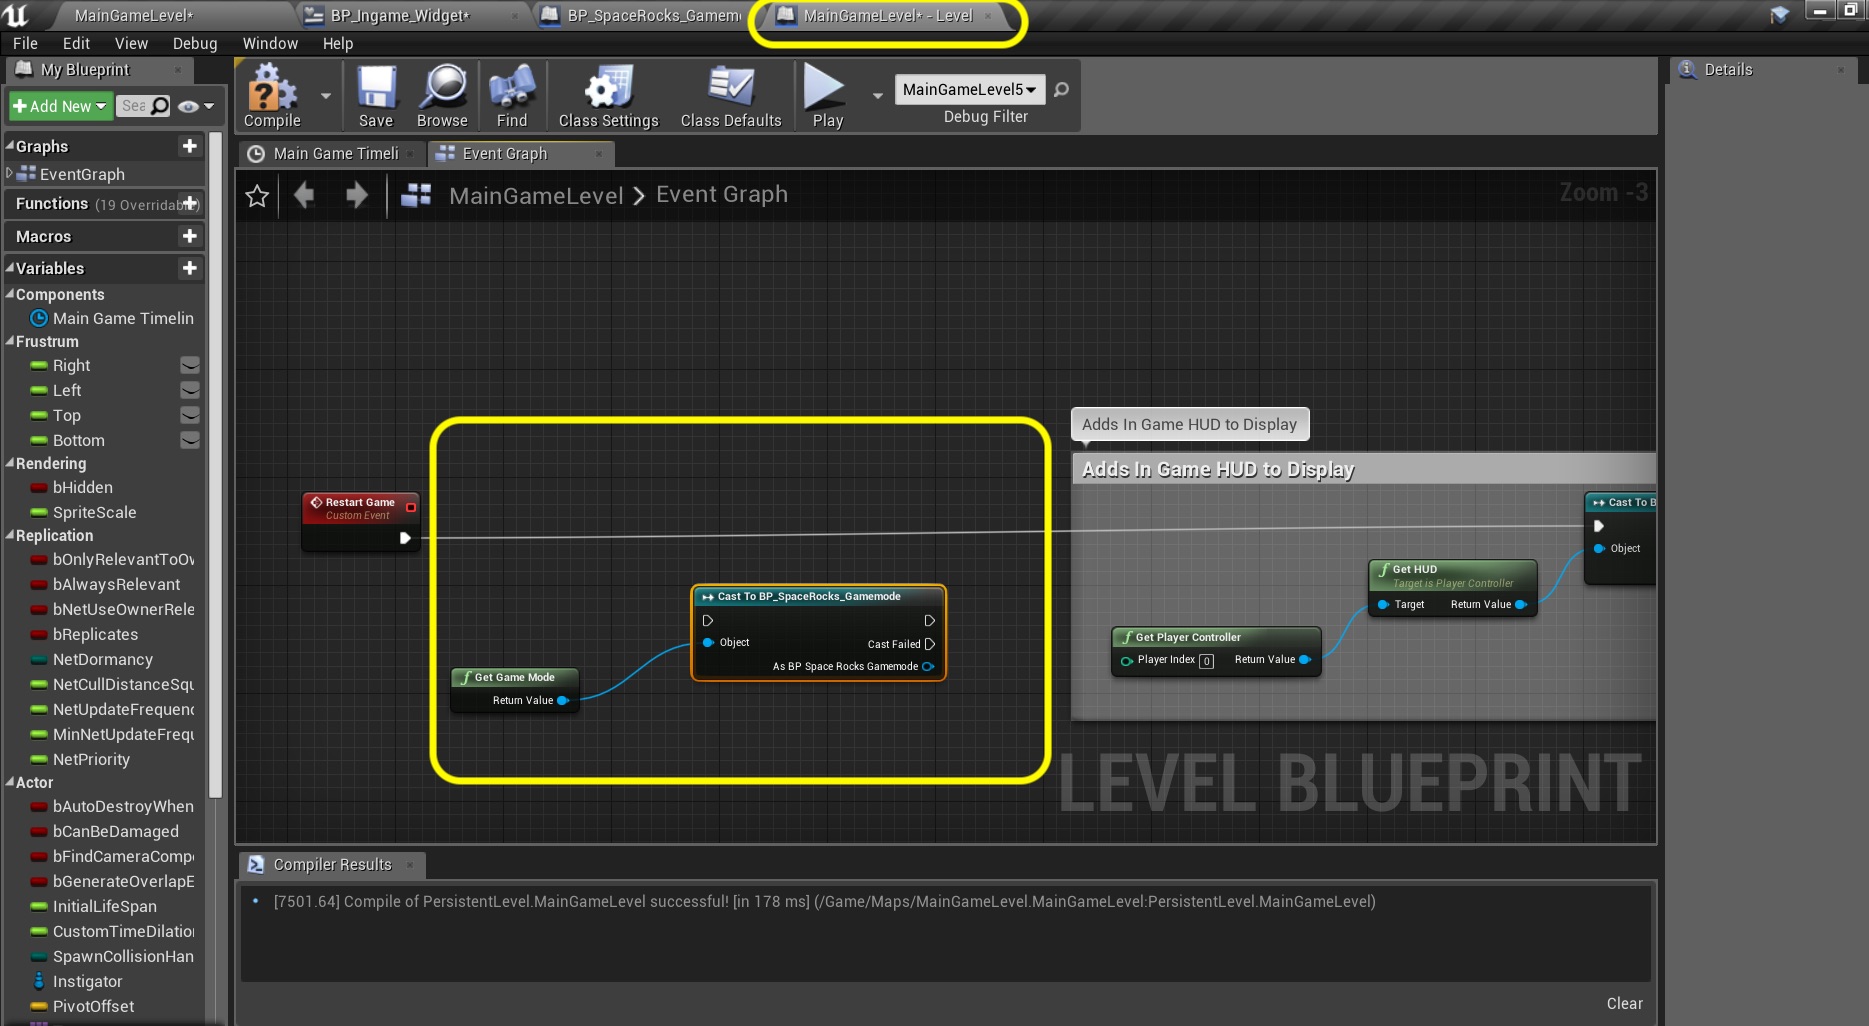 MainGameLevel*
BP_Ingame_Widget*
BP_SpaceRocks_Gamem
MainGameLevel* - Level
File Edit View Debug Window Help
My Blueprint
Add New
Sea
Graphs
EventGraph
Functions (19 Overridable)
Macros
Variables
Components
Main Game Timelin
Frustrum
Right
Left
Top
Bottom
Rendering
bHidden
SpriteScale
Replication
bOnlyRelevantToOw
bAlwaysRelevant
bNetUseOwnerRele
bReplicates
NetDormancy
NetCullDistanceSqu
NetUpdateFrequenc
MinNetUpdateFrequ
NetPriority
Actor
bAutoDestroyWhen
bCanBeDamaged
bFindCameraCompo
bGenerateOverlapE
InitialLifeSpan
CustomTimeDilation
SpawnCollisionHan
Instigator
PivotOffset
Compile
Save
Browse
Find
Class Settings
Class Defaults
Play
MainGameLevel5
Debug Filter
Main Game Timeli
Event Graph
MainGameLevel > Event Graph
Zoom -3
Restart Game
Custom Event
Cast To BP_SpaceRocks_Gamemode
Object
Cast Failed
As BP Space Rocks Gamemode
Get Game Mode
Return Value
Adds In Game HUD to Display
Adds In Game HUD to Display
Cast To B
Object
Get HUD
Target is Player Controller
Target Return Value
Get Player Controller
Player Index 0 Return Value
LEVEL BLUEPRINT
Compiler Results
[7501.64] Compile of PersistentLevel.MainGameLevel successful! [in 178 ms] (/Game/Maps/MainGameLevel.MainGameLevel:PersistentLevel.MainGameLevel)
Clear
Details